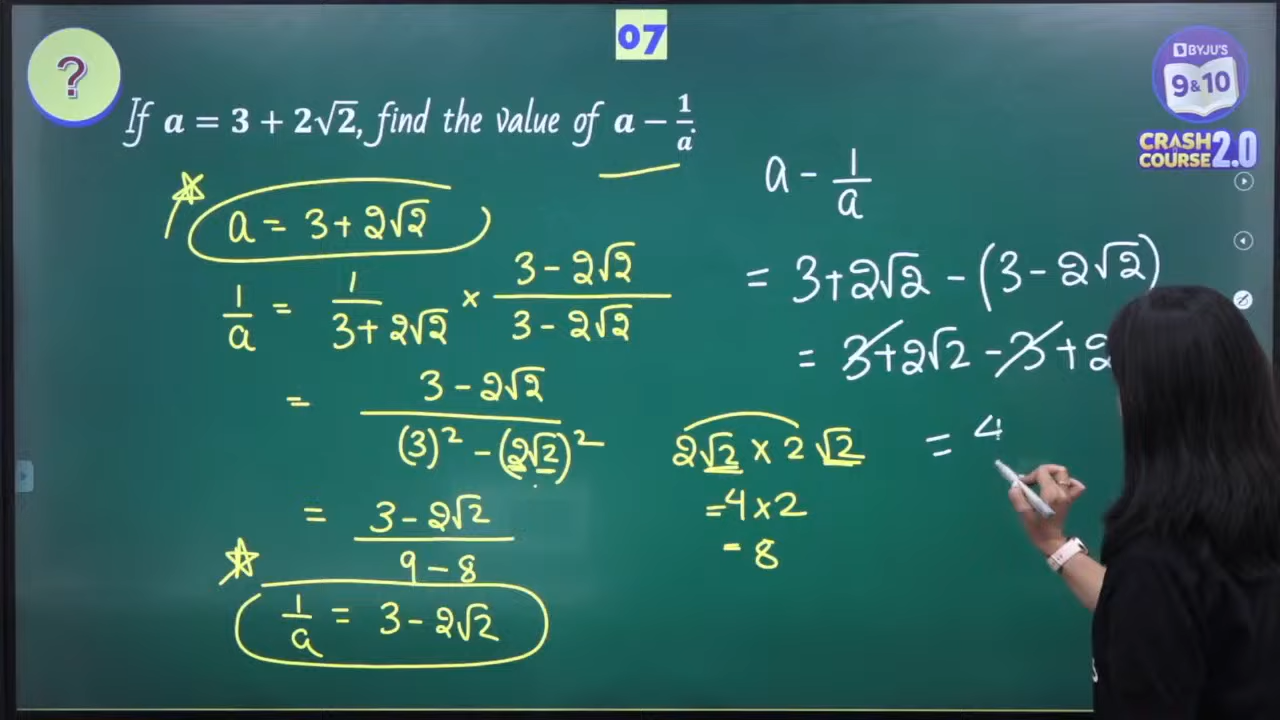 07
?
BYJU'S
9&10
CRASH COURSE 2.0
If a = 3 + 2√2, find the value of a − 1/a.
a = 3 + 2√2
1/a = 1/(3 + 2√2) × (3 − 2√2)/(3 − 2√2)
= (3 − 2√2)/((3)² − (2√2)²)
= (3 − 2√2)/(9 − 8)
1/a = 3 − 2√2
2√2 × 2√2
= 4 × 2
= 8
a − 1/a
= 3 + 2√2 − (3 − 2√2)
= 3 + 2√2 − 3 + 2
= 4